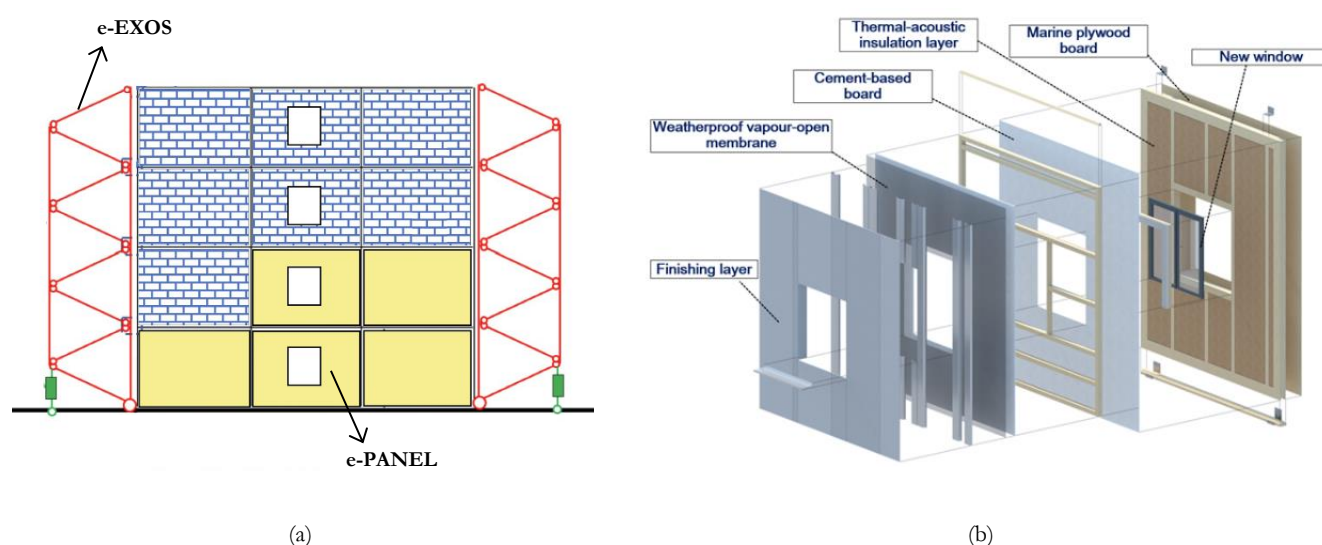 e-EXOS
e-PANEL
(a)
Thermal-acoustic
insulation layer
Marine plywood
board
New window
Cement-based
board
Weatherproof vapour-open
membrane
Finishing layer
(b)